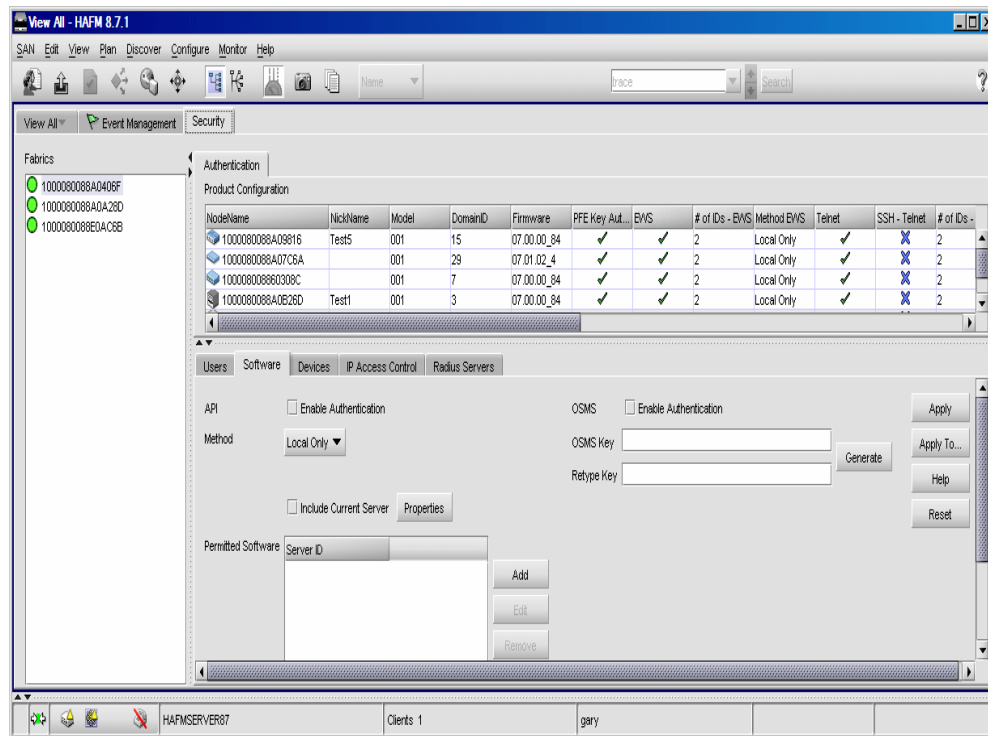 View All - HAFM 8.7.1
SAN Edit View Plan Discover Configure Monitor Help
Name trace Search ?
View All Event Management Security
Fabrics
1000080088A0406F
1000080088A0A28D
1000080088E0AC6B
Authentication
Product Configuration
NodeName NickName Model DomainID Firmware PFE Key Aut... EWS # of IDs - EWS Method EWS Telnet SSH - Telnet # of IDs -
1000080088A09816 Test5 001 15 07.00.00_84 2 Local Only 2
1000080088A07C6A 001 29 07.01.02_4 2 Local Only 2
100008008860308C 001 7 07.00.00_84 2 Local Only 2
1000080088A0B26D Test1 001 3 07.00.00_84 2 Local Only 2
Users Software Devices IP Access Control Radius Servers
API Enable Authentication OSMS Enable Authentication Apply
Method Local Only OSMS Key Generate Apply To...
Retype Key Help
Include Current Server Properties Reset
Permitted Software Server ID
Add
Edit
Remove
HAFMSERVER87 Clients 1 gary